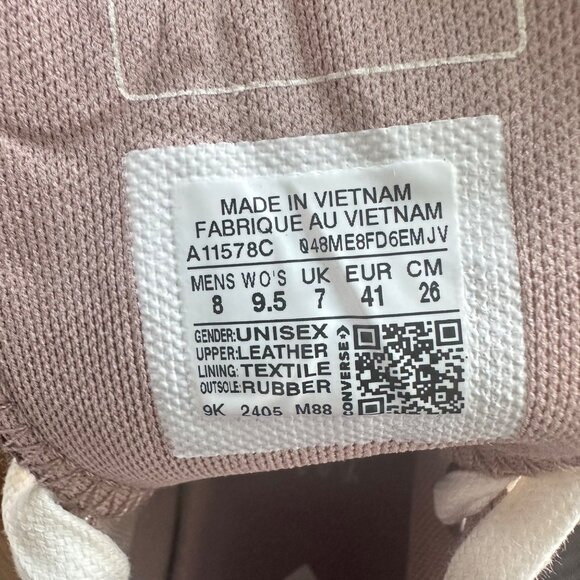 MADE IN VIETNAM
FABRIQUE AU VIETNAM
A11578C 048ME8FD6EMJV
MENS WO'S UK EUR CM
8 9.5 7 41 26
GENDER:UNISEX
UPPER:LEATHER
LINING:TEXTILE
OUTSOLE:RUBBER
9K 2405 M88
CONVERSE